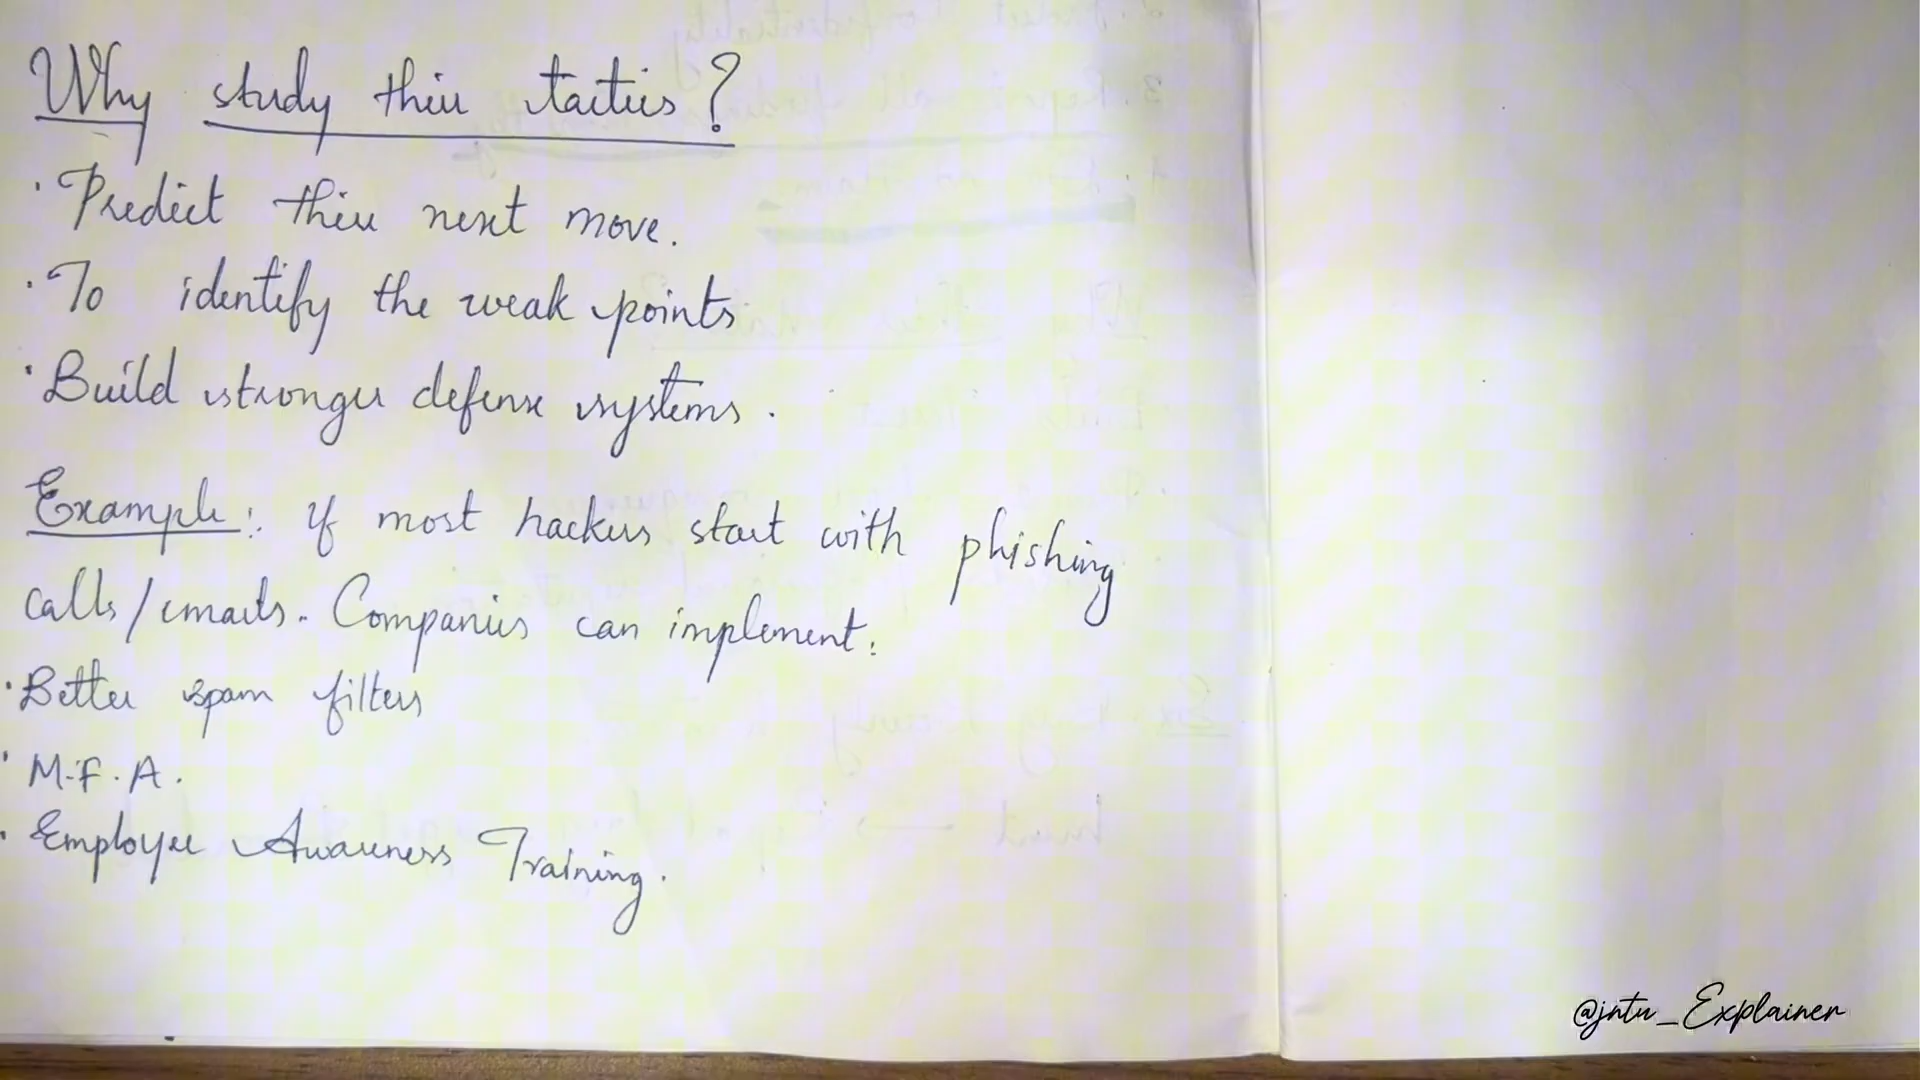 Why study their tactics?
· Predict their next move.
· To identify the weak points
· Build stronger defense systems.
Example:. If most hackers start with phishing
calls/emails. Companies can implement:
· Better spam filters
· M.F.A.
· Employee Awareness Training.
@jntu_Explainer